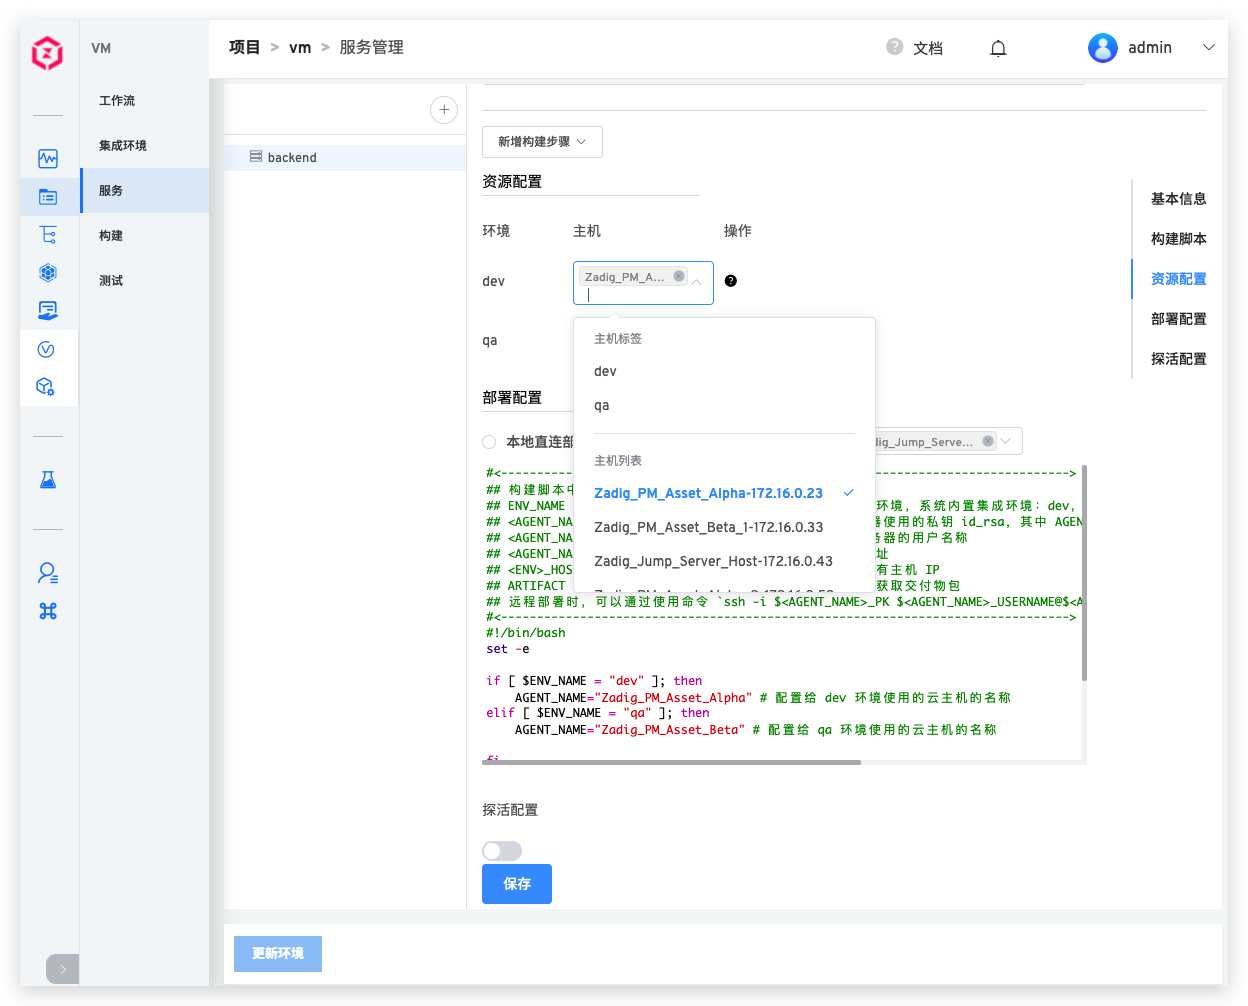 VM
项目 > vm > 服务管理
文档
admin
工作流
集成环境
服务
构建
测试
backend
新增构建步骤
资源配置
环境 主机 操作
dev
Zadig_PM_A...
qa
主机标签
dev
qa
主机列表
Zadig_PM_Asset_Alpha-172.16.0.23
Zadig_PM_Asset_Beta_1-172.16.0.33
Zadig_Jump_Server_Host-172.16.0.43
基本信息
构建脚本
资源配置
部署配置
探活配置
部署配置
本地直连部
dig_Jump_Serve...
#<------------------------------------------------------------------------------->
## 构建脚本中
## ENV_NAME 环境，系统内置集成环境：dev,
## <AGENT_NA 器使用的私钥 id_rsa，其中 AGEN
## <AGENT_NA 务器的用户名称
## <AGENT_NA 址
## <ENV>_HOS 有主机 IP
## ARTIFACT 获取交付物包
## 远程部署时，可以通过使用命令 `ssh -i $<AGENT_NAME>_PK $<AGENT_NAME>_USERNAME@$<A
#<------------------------------------------------------------------------------->
#!/bin/bash
set -e
if [ $ENV_NAME = "dev" ]; then
AGENT_NAME="Zadig_PM_Asset_Alpha" # 配置给 dev 环境使用的云主机的名称
elif [ $ENV_NAME = "qa" ]; then
AGENT_NAME="Zadig_PM_Asset_Beta" # 配置给 qa 环境使用的云主机的名称
fi
探活配置
保存
更新环境